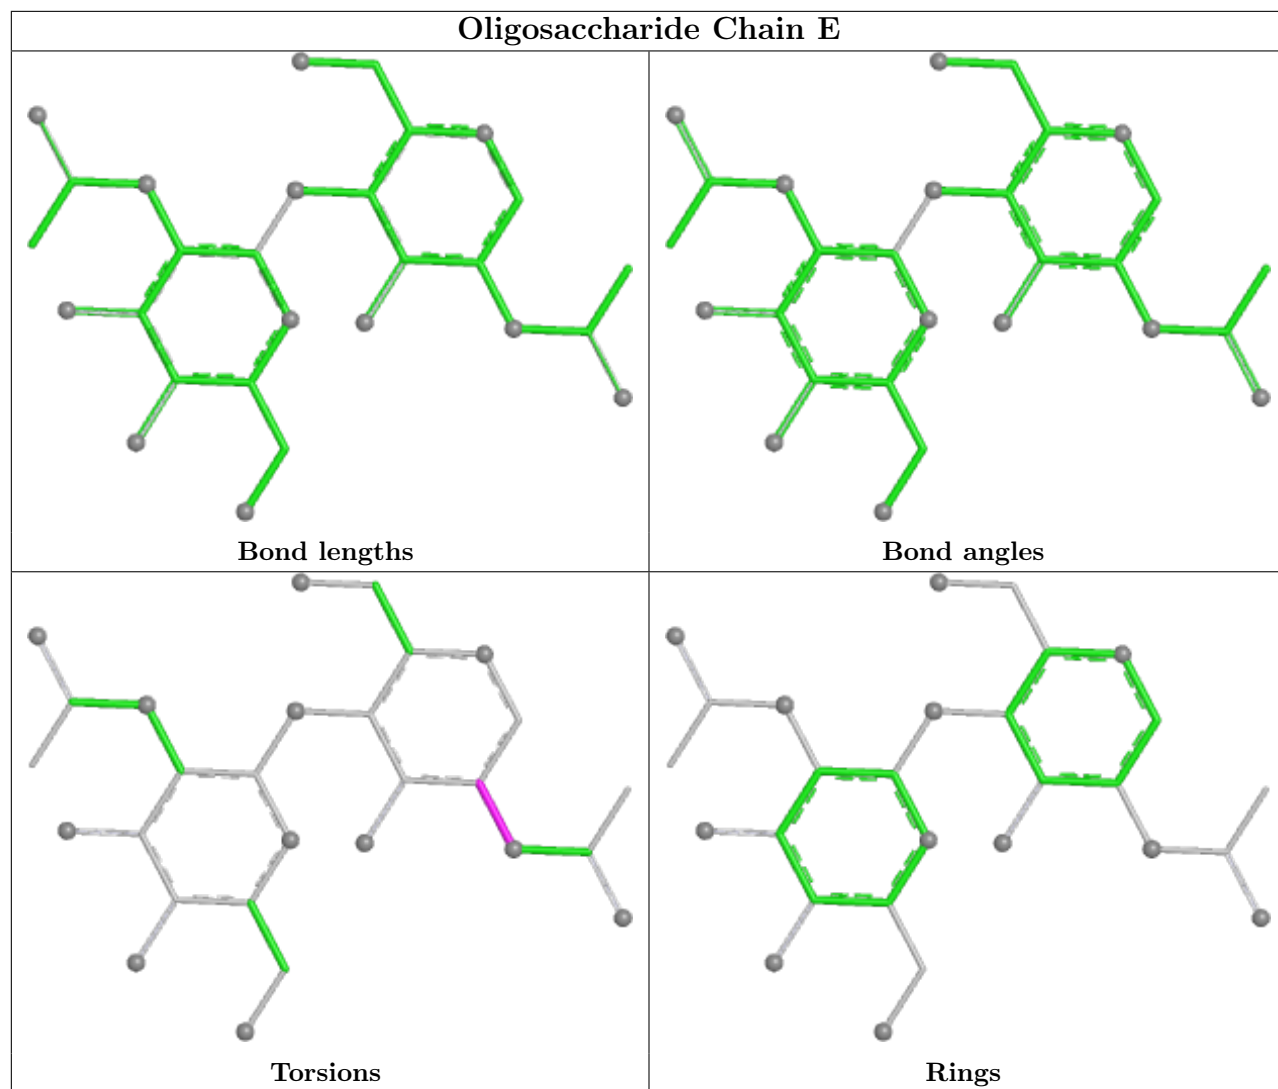 Oligosaccharide Chain E
Bond lengths
Bond angles
Torsions
Rings